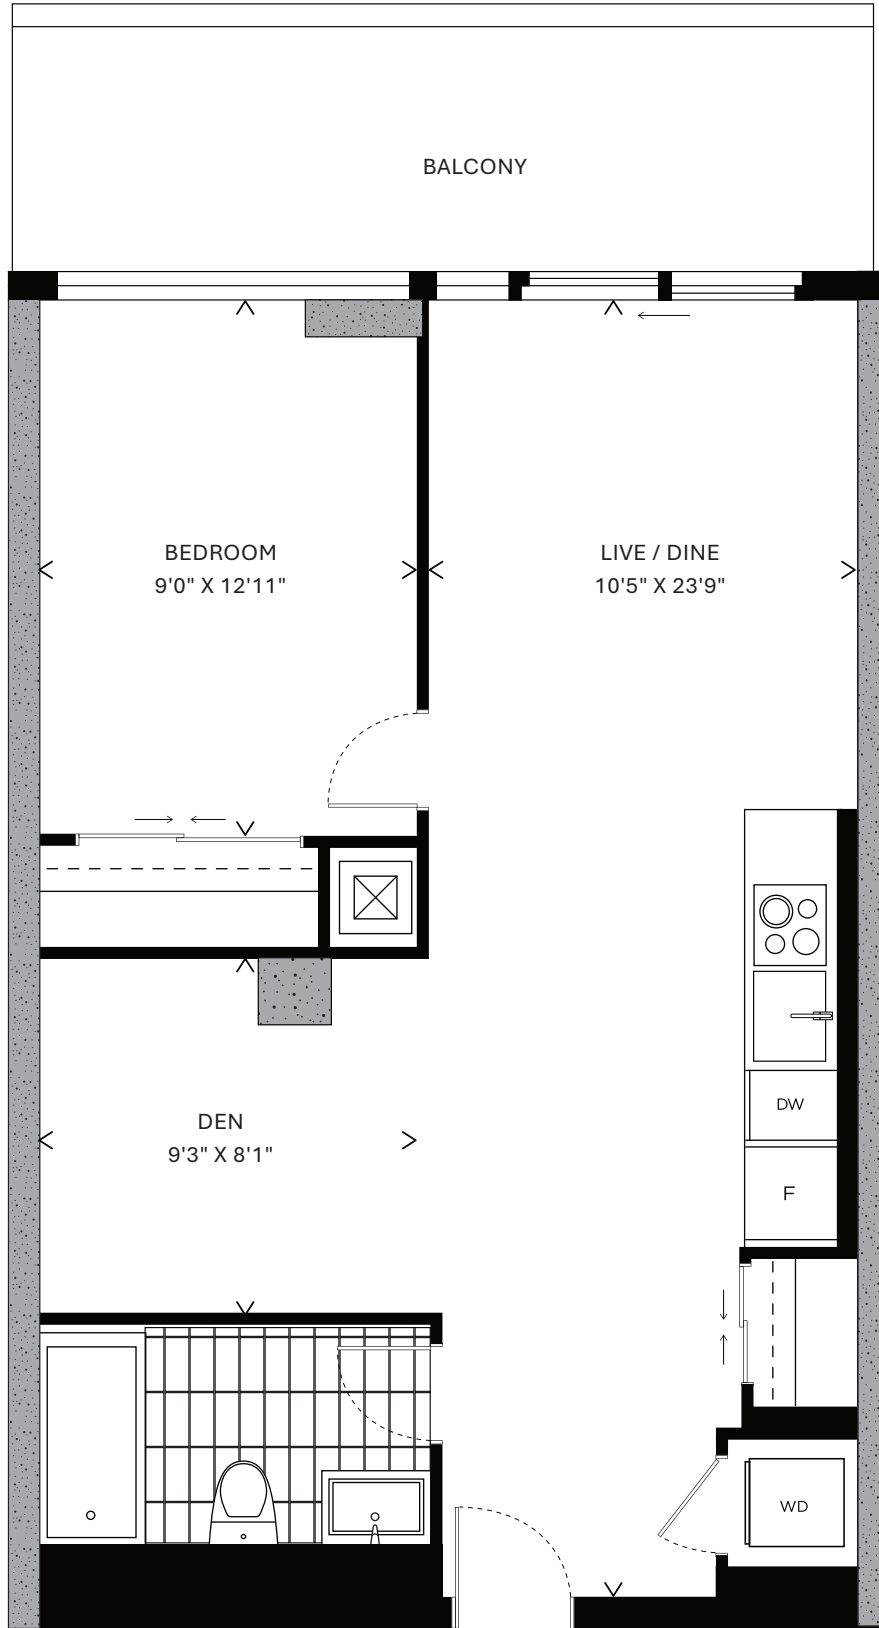 BALCONY
BEDROOM
9'0" X 12'11"
LIVE / DINE
10'5" X 23'9"
DEN
9'3" X 8'1"
DW
F
WD